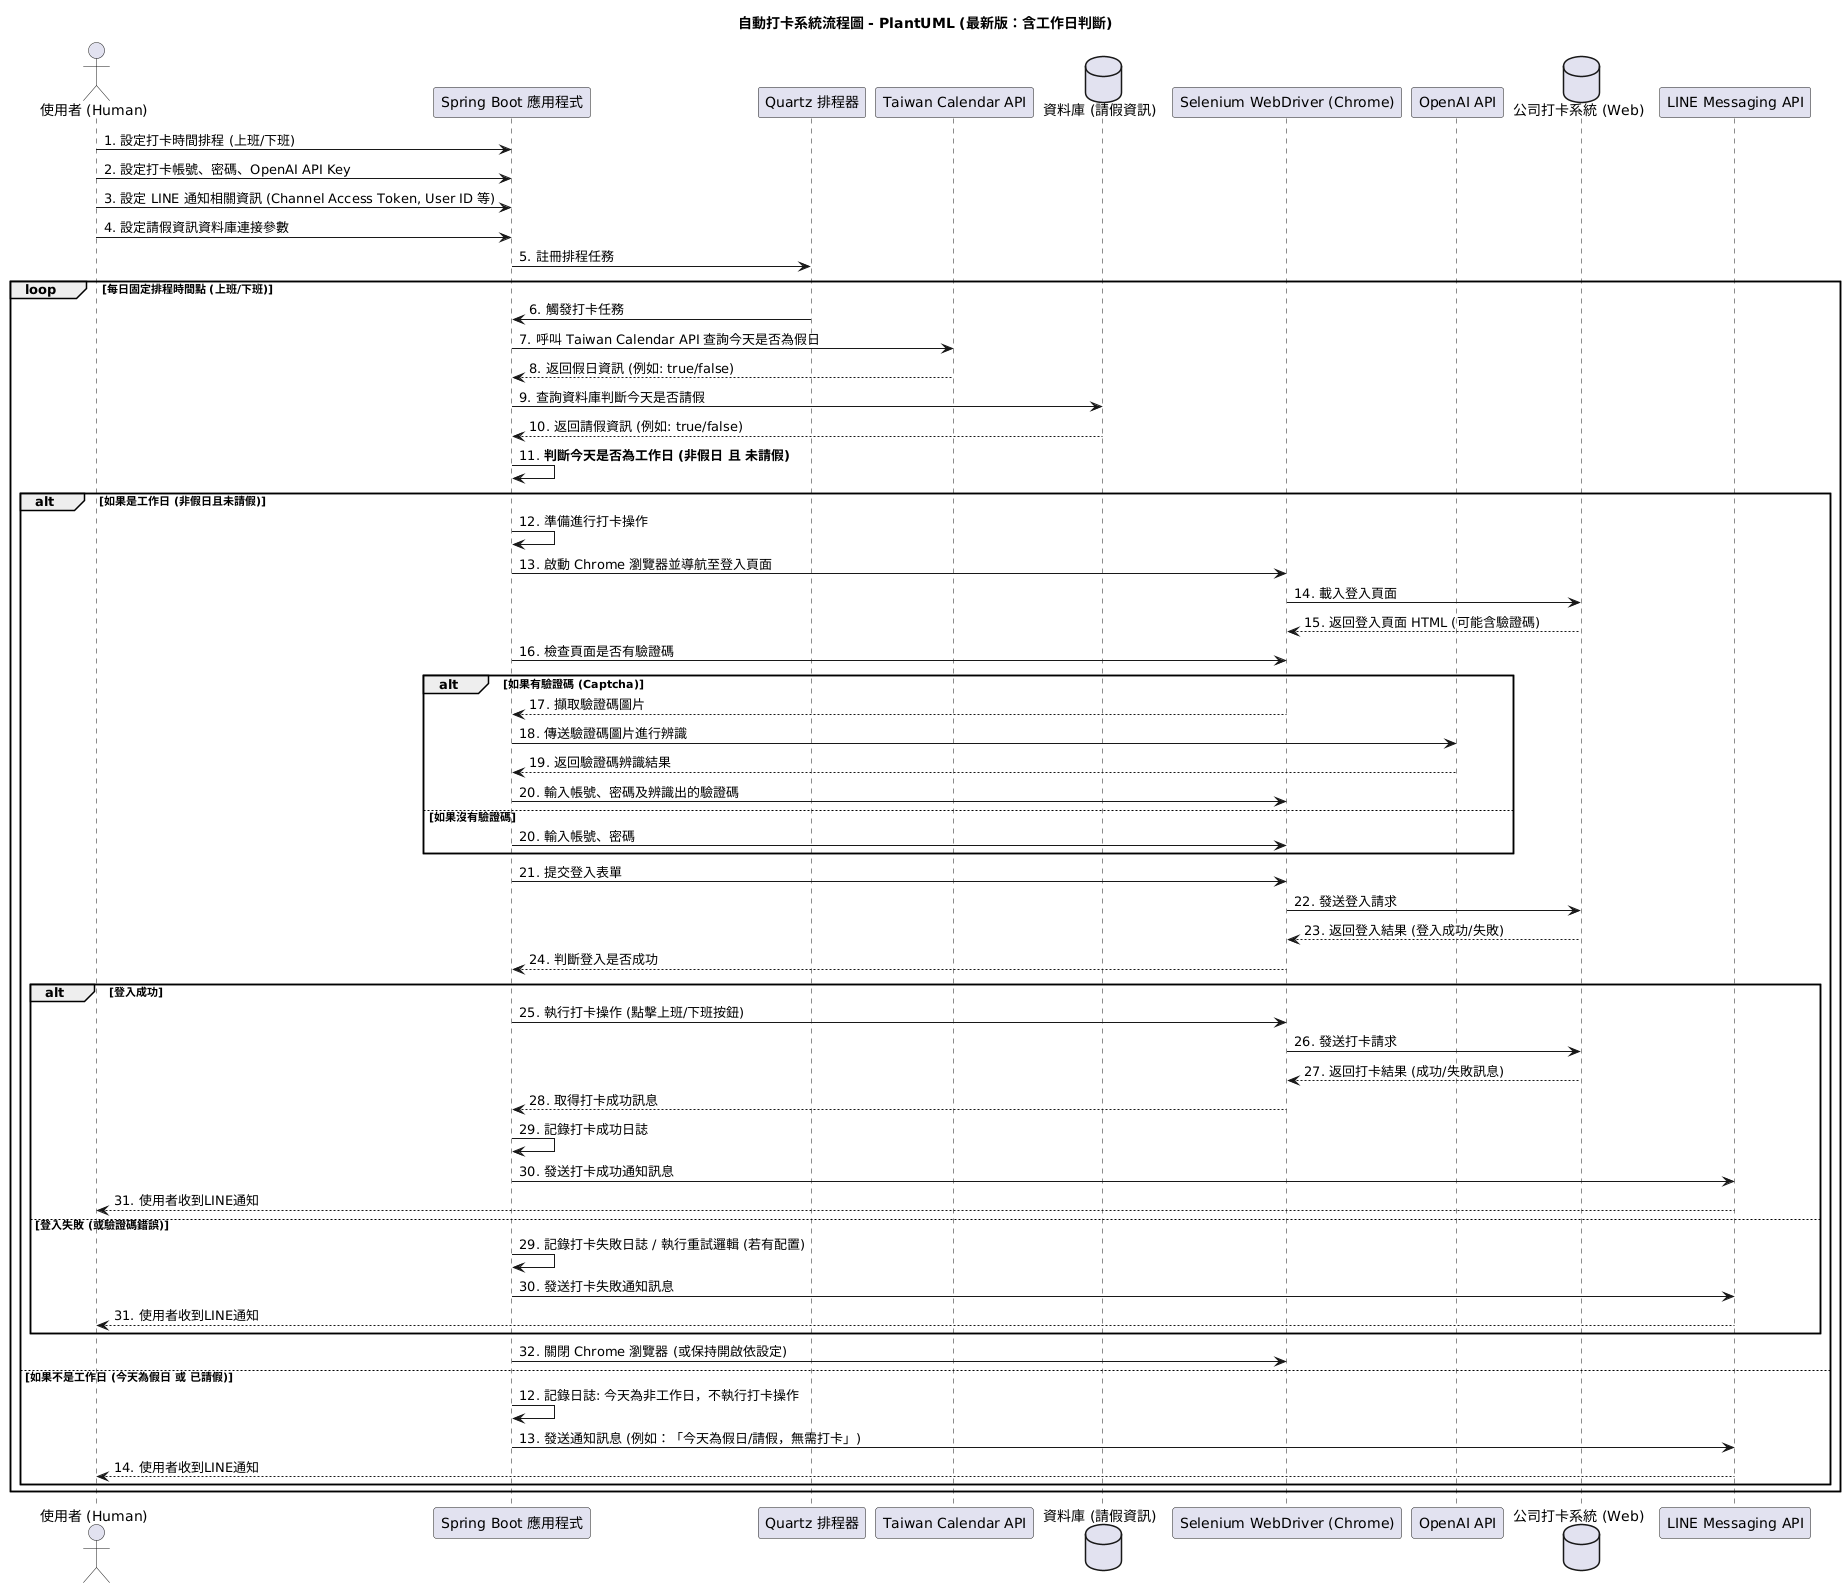 自動打卡系統流程圖 - PlantUML (最新版：含工作日判斷)
使用者 (Human)
Spring Boot 應用程式
Quartz 排程器
Taiwan Calendar API
資料庫 (請假資訊)
Selenium WebDriver (Chrome)
OpenAI API
公司打卡系統 (Web)
LINE Messaging API
1. 設定打卡時間排程 (上班/下班)
2. 設定打卡帳號、密碼、OpenAI API Key
3. 設定 LINE 通知相關資訊 (Channel Access Token, User ID 等)
4. 設定請假資訊資料庫連接參數
5. 註冊排程任務
loop
[每日固定排程時間點 (上班/下班)]
6. 觸發打卡任務
7. 呼叫 Taiwan Calendar API 查詢今天是否為假日
8. 返回假日資訊 (例如: true/false)
9. 查詢資料庫判斷今天是否請假
10. 返回請假資訊 (例如: true/false)
11. 判斷今天是否為工作日 (非假日 且 未請假)
alt
[如果是工作日 (非假日且未請假)]
12. 準備進行打卡操作
13. 啟動 Chrome 瀏覽器並導航至登入頁面
14. 載入登入頁面
15. 返回登入頁面 HTML (可能含驗證碼)
16. 檢查頁面是否有驗證碼
alt
[如果有驗證碼 (Captcha)]
17. 擷取驗證碼圖片
18. 傳送驗證碼圖片進行辨識
19. 返回驗證碼辨識結果
20. 輸入帳號、密碼及辨識出的驗證碼
[如果沒有驗證碼]
20. 輸入帳號、密碼
21. 提交登入表單
22. 發送登入請求
23. 返回登入結果 (登入成功/失敗)
24. 判斷登入是否成功
alt
[登入成功]
25. 執行打卡操作 (點擊上班/下班按鈕)
26. 發送打卡請求
27. 返回打卡結果 (成功/失敗訊息)
28. 取得打卡成功訊息
29. 記錄打卡成功日誌
30. 發送打卡成功通知訊息
31. 使用者收到LINE通知
[登入失敗 (或驗證碼錯誤)]
29. 記錄打卡失敗日誌 / 執行重試邏輯 (若有配置)
30. 發送打卡失敗通知訊息
31. 使用者收到LINE通知
32. 關閉 Chrome 瀏覽器 (或保持開啟依設定)
[如果不是工作日 (今天為假日 或 已請假)]
12. 記錄日誌: 今天為非工作日，不執行打卡操作
13. 發送通知訊息 (例如：「今天為假日/請假，無需打卡」)
14. 使用者收到LINE通知
使用者 (Human)
Spring Boot 應用程式
Quartz 排程器
Taiwan Calendar API
資料庫 (請假資訊)
Selenium WebDriver (Chrome)
OpenAI API
公司打卡系統 (Web)
LINE Messaging API